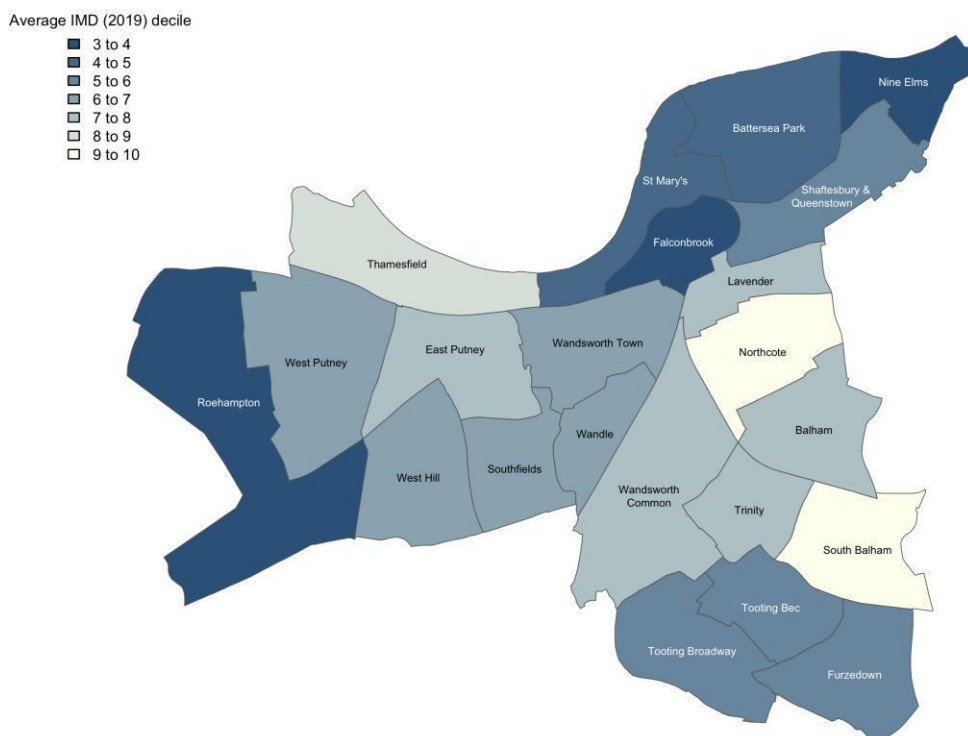 Average IMD (2019) decile
3 to 4
4 to 5
5 to 6
6 to 7
7 to 8
8 to 9
9 to 10
Nine Elms
Battersea Park
St Mary's
Shaftesbury &
Queenstown
Falconbrook
Thamesfield
Lavender
Wandsworth Town
East Putney
Northcote
West Putney
Roehampton
Balham
Wandle
Southfields
West Hill
Wandsworth
Common
Trinity
South Balham
Tooting Bec
Tooting Broadway
Furzedown